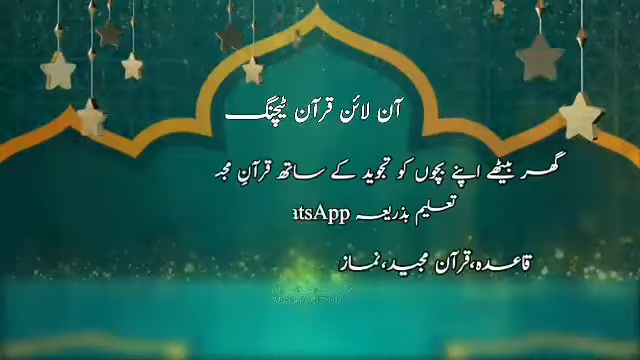 آن لائن قرآن ٹیچنگ
گھر بیٹھے اپنے بچوں کو تجوید کے ساتھ قرآنِ مجـ
تعلیم بذریعہ atsApp
قاعدہ،قرآن مجید،نماز